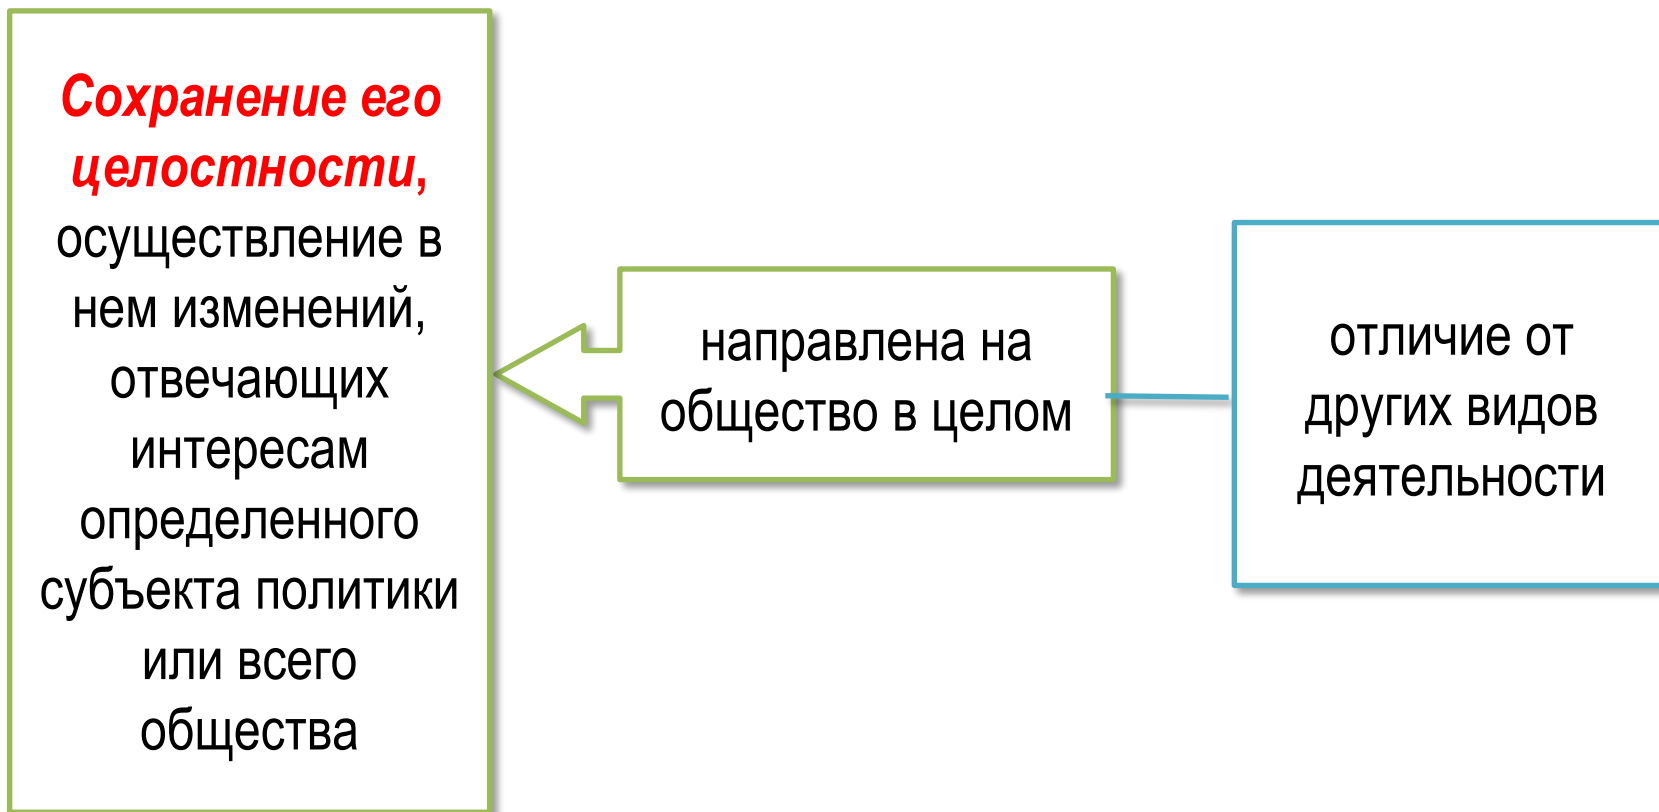 Сохранение его
целостности,
осуществление в
нем изменений,
отвечающих
интересам
определенного
субъекта политики
или всего
общества
направлена на
общество в целом
отличие от
других видов
деятельности